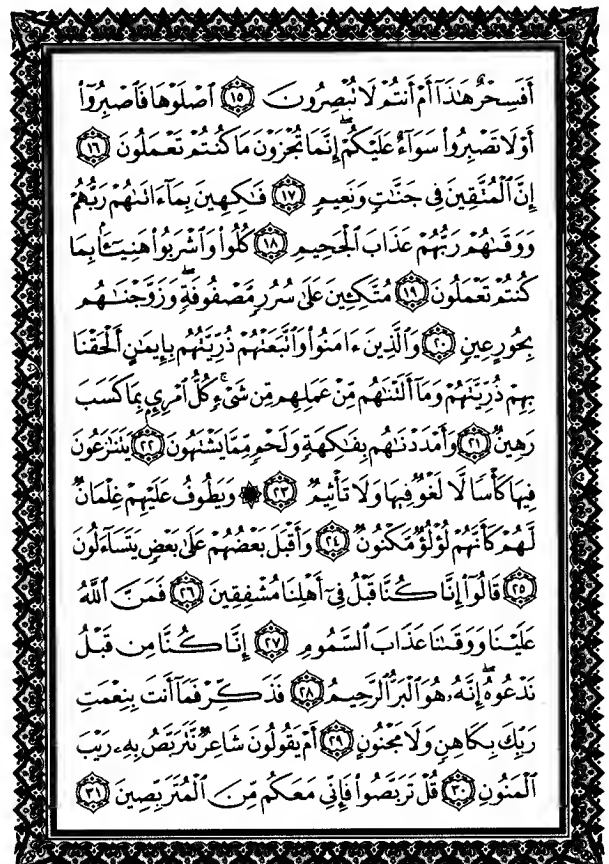 أَفَسِحْرٌ هَٰذَآ أَمْ أَنتُمْ لَا تُبْصِرُونَ ١٥ ٱصْلَوْهَا فَٱصْبِرُوٓا۟
أَوْ لَا تَصْبِرُوا۟ سَوَآءٌ عَلَيْكُمْ ۖ إِنَّمَا تُجْزَوْنَ مَا كُنتُمْ تَعْمَلُونَ ١٦
إِنَّ ٱلْمُتَّقِينَ فِى جَنَّٰتٍ وَنَعِيمٍ ١٧ فَٰكِهِينَ بِمَآ ءَاتَىٰهُمْ رَبُّهُمْ
وَوَقَىٰهُمْ رَبُّهُمْ عَذَابَ ٱلْجَحِيمِ ١٨ كُلُوا۟ وَٱشْرَبُوا۟ هَنِيٓـًٔۢا بِمَا
كُنتُمْ تَعْمَلُونَ ١٩ مُتَّكِـِٔينَ عَلَىٰ سُرُرٍ مَّصْفُوفَةٍ ۖ وَزَوَّجْنَٰهُم
بِحُورٍ عِينٍ ٢٠ وَٱلَّذِينَ ءَامَنُوا۟ وَٱتَّبَعَتْهُمْ ذُرِّيَّتُهُم بِإِيمَٰنٍ أَلْحَقْنَا
بِهِمْ ذُرِّيَّتَهُمْ وَمَآ أَلَتْنَٰهُم مِّنْ عَمَلِهِم مِّن شَىْءٍ ۚ كُلُّ ٱمْرِئٍۭ بِمَا كَسَبَ
رَهِينٌ ٢١ وَأَمْدَدْنَٰهُم بِفَٰكِهَةٍ وَلَحْمٍ مِّمَّا يَشْتَهُونَ ٢٢ يَتَنَٰزَعُونَ
فِيهَا كَأْسًا لَّا لَغْوٌ فِيهَا وَلَا تَأْثِيمٌ ٢٣ ۞ وَيَطُوفُ عَلَيْهِمْ غِلْمَانٌ
لَّهُمْ كَأَنَّهُمْ لُؤْلُؤٌ مَّكْنُونٌ ٢٤ وَأَقْبَلَ بَعْضُهُمْ عَلَىٰ بَعْضٍ يَتَسَآءَلُونَ
٢٥ قَالُوٓا۟ إِنَّا كُنَّا قَبْلُ فِىٓ أَهْلِنَا مُشْفِقِينَ ٢٦ فَمَنَّ ٱللَّهُ
عَلَيْنَا وَوَقَىٰنَا عَذَابَ ٱلسَّمُومِ ٢٧ إِنَّا كُنَّا مِن قَبْلُ
نَدْعُوهُ ۖ إِنَّهُۥ هُوَ ٱلْبَرُّ ٱلرَّحِيمُ ٢٨ فَذَكِّرْ فَمَآ أَنتَ بِنِعْمَتِ
رَبِّكَ بِكَاهِنٍ وَلَا مَجْنُونٍ ٢٩ أَمْ يَقُولُونَ شَاعِرٌ نَّتَرَبَّصُ بِهِۦ رَيْبَ
ٱلْمَنُونِ ٣٠ قُلْ تَرَبَّصُوا۟ فَإِنِّى مَعَكُم مِّنَ ٱلْمُتَرَبِّصِينَ ٣١